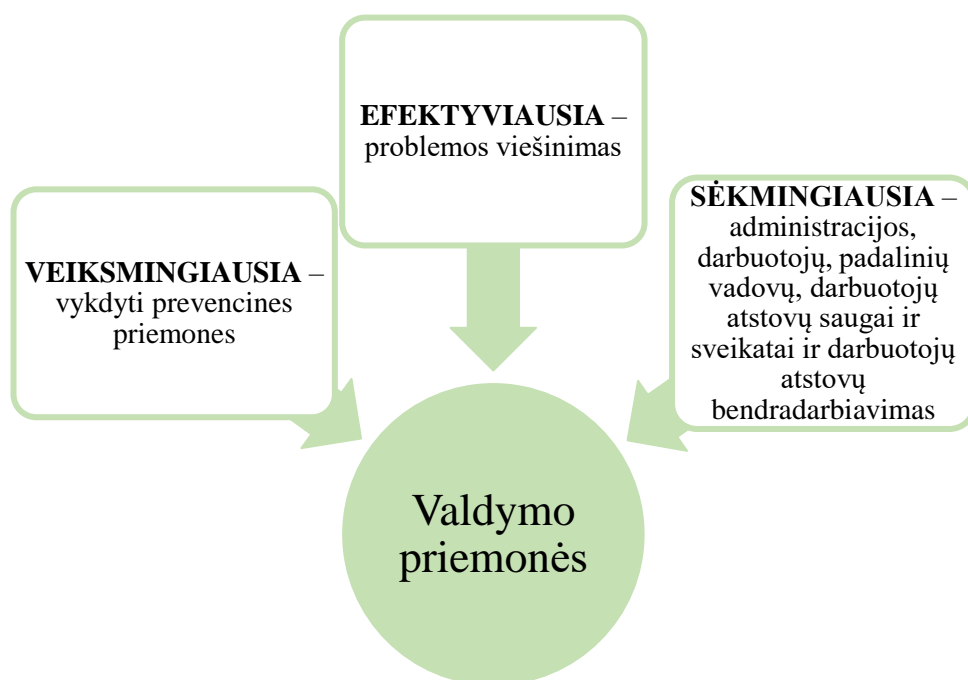 EFEKTYVIAUSIA –
problemos viešinimas
VEIKSMINGIAUSIA –
vykdyti prevencines
priemones
SĖKMINGIAUSIA –
administracijos,
darbuotojų, padalinių
vadovų, darbuotojų
atstovų saugai ir
sveikatai ir darbuotojų
atstovų
bendradarbiavimas
Valdymo
priemonės